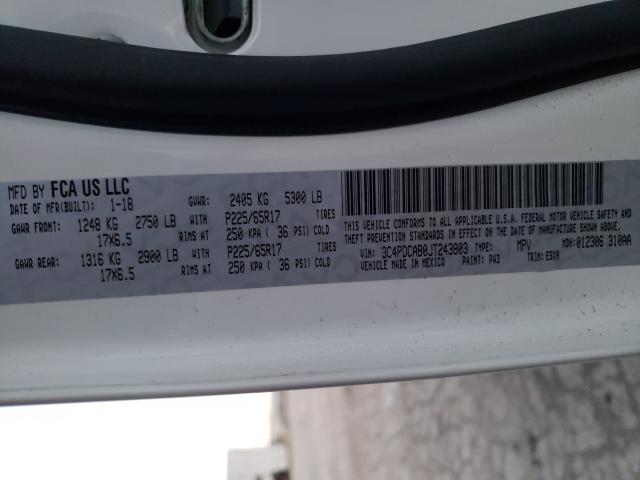 MFD BY FCA US LLC
DATE OF MFR(BUILT): 1-18 GVWR: 2405 KG 5300 LB
GAWR FRONT: 1248 KG 2750 LB WITH P225/65R17 TIRES
17X6.5 RIMS AT 250 KPA ( 36 PSI) COLD
GAWR REAR: 1316 KG 2900 LB WITH P225/65R17 TIRES
17X6.5 RIMS AT 250 KPA ( 36 PSI) COLD
THIS VEHICLE CONFORMS TO ALL APPLICABLE U.S.A. FEDERAL MOTOR VEHICLE SAFETY AND
THEFT PREVENTION STANDARDS IN EFFECT ON THE DATE OF MANUFACTURE SHOWN ABOVE.
VIN: 3C4PDCAB0JT243803 TYPE: MPV MDH: 012306 310AA
VEHICLE MADE IN MEXICO PAINT: PW3 TRIM: E5X9